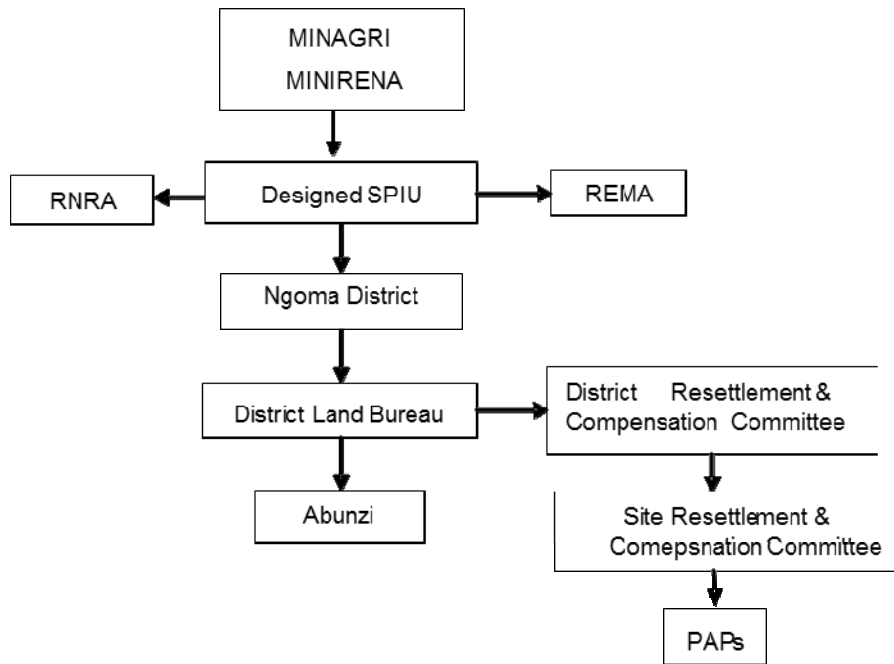 MINAGRI
MINIRENA
RNRA
Designed SPIU
REMA
Ngoma District
District Land Bureau
District Resettlement &
Compensation Committee
Abunzi
Site Resettlement &
Comepsnation Committee
PAPs